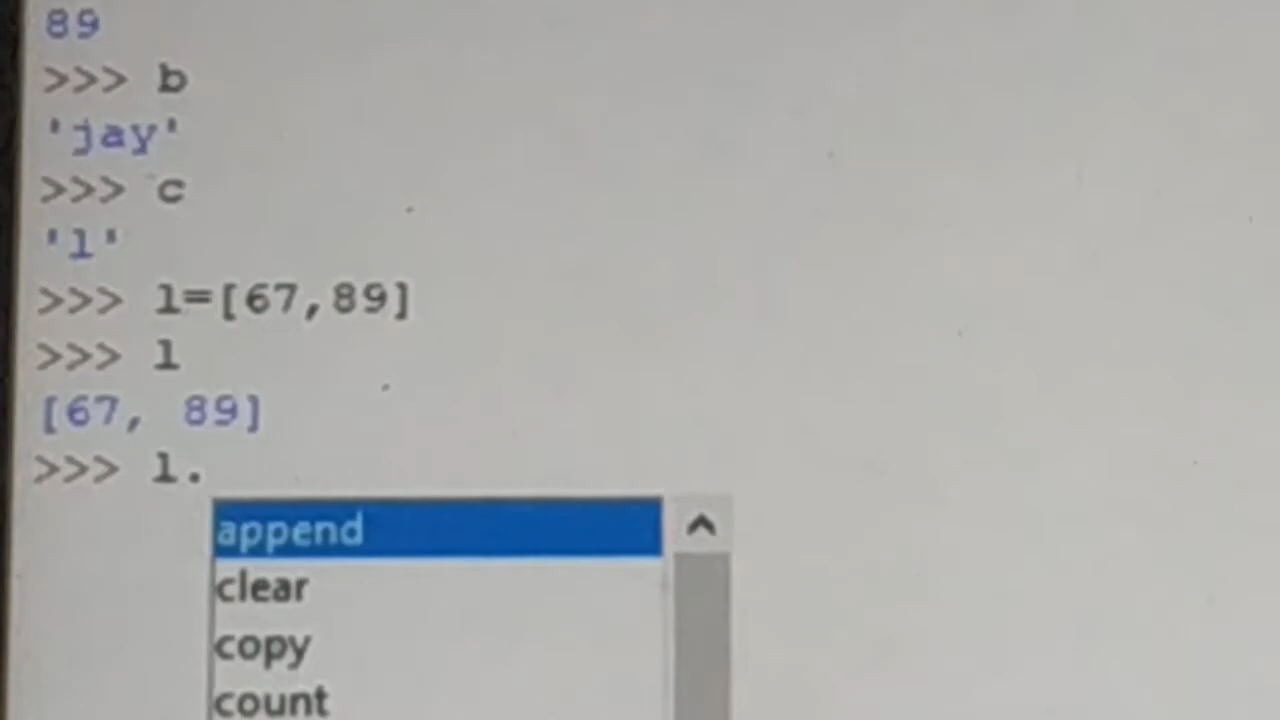 89
>>> b
'jay'
>>> c
'l'
>>> l=[67,89]
>>> l
[67, 89]
>>> l.
append
clear
copy
count